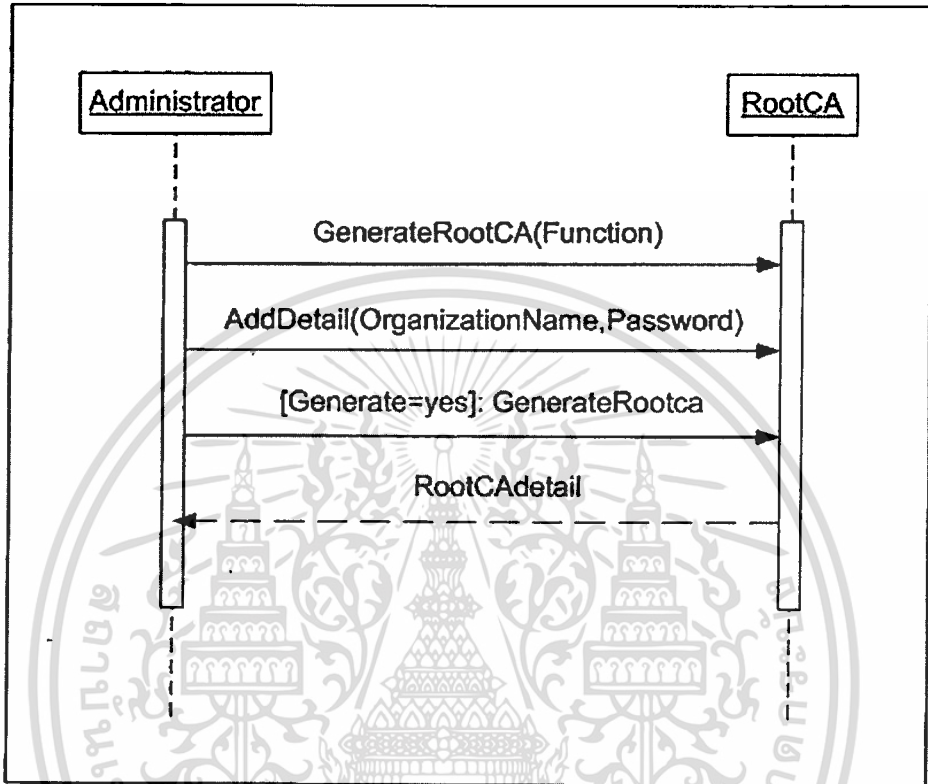 Administrator
RootCA
GenerateRootCA(Function)
AddDetail(OrganizationName,Password)
[Generate=yes]: GenerateRootca
RootCAdetail